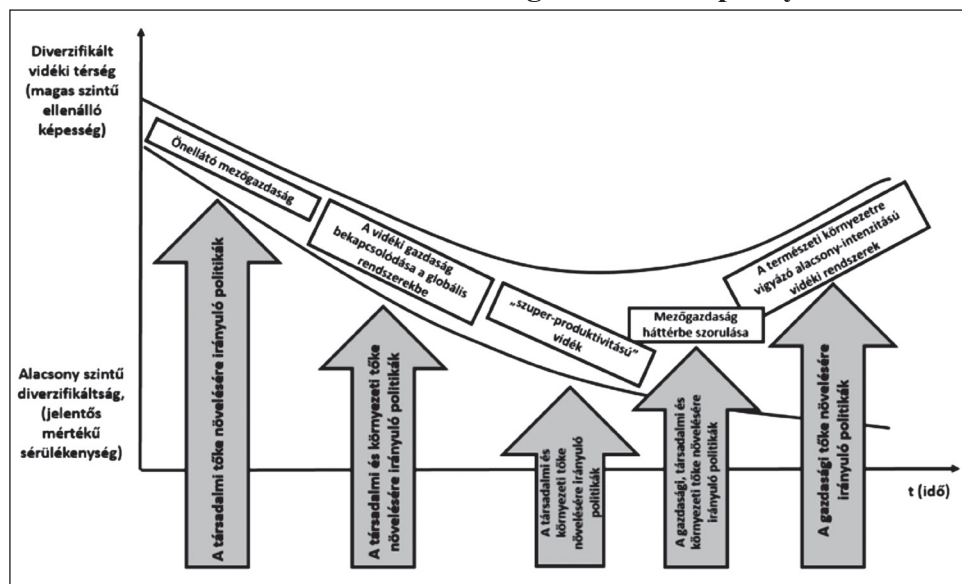 Diverzifikált
vidéki térség
(magas szintű
ellenálló
képesség)
Alacsony szintű
diverzifikáltság,
(jelentős
mértékű
sérülékenység)
Önellátó mezőgazdaság
A vidéki gazdaság
bekapcsolódása a globális
rendszerekbe
„szuper-produktivitású”
vidék
Mezőgazdaság
háttérbe szorulása
A természeti környezetre
vigyázó alacsony-intenzitású
vidéki rendszerek
A társadalmi tőke növelésére irányuló politikák
A társadalmi és környezeti tőke
növelésére irányuló politikák
A társadalmi és
környezeti tőke
növelésére irányuló
politikák
A gazdasági, társadalmi és
környezeti tőke növelésére
irányuló politikák
A gazdasági tőke növelésére
irányuló politikák
t (idő)